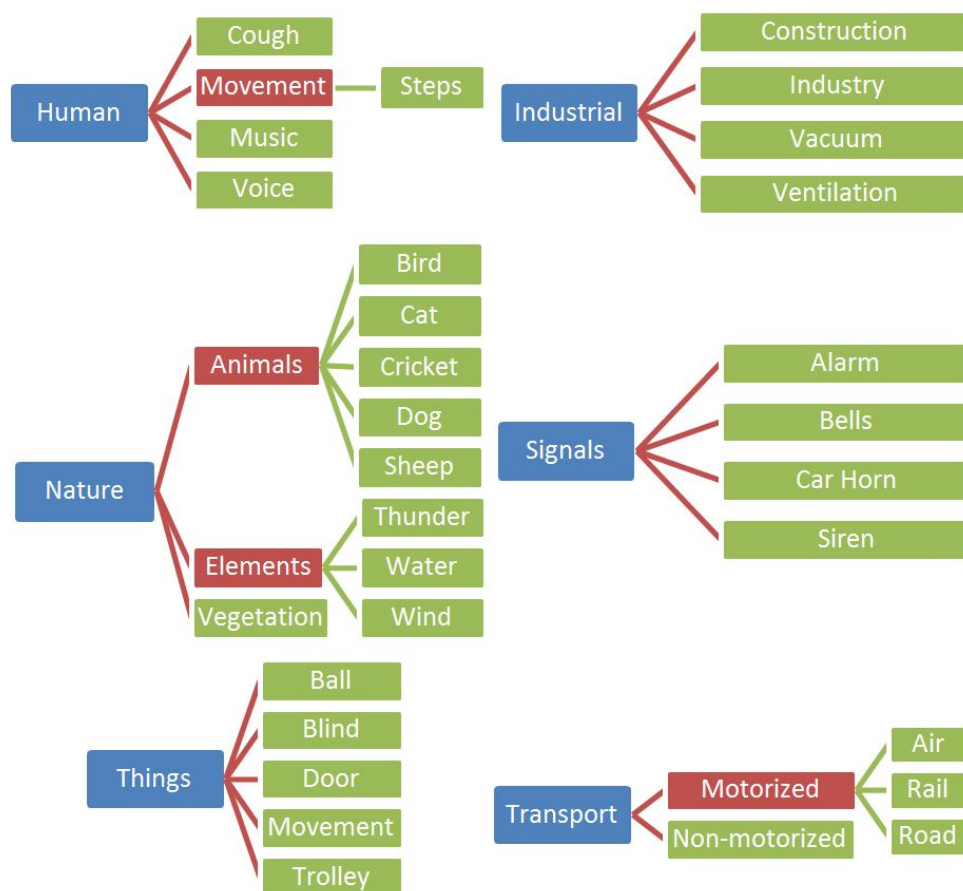 Human
Cough
Movement
Steps
Music
Voice
Industrial
Construction
Industry
Vacuum
Ventilation
Nature
Animals
Bird
Cat
Cricket
Dog
Sheep
Elements
Thunder
Water
Wind
Vegetation
Signals
Alarm
Bells
Car Horn
Siren
Things
Ball
Blind
Door
Movement
Trolley
Transport
Motorized
Air
Rail
Road
Non-motorized